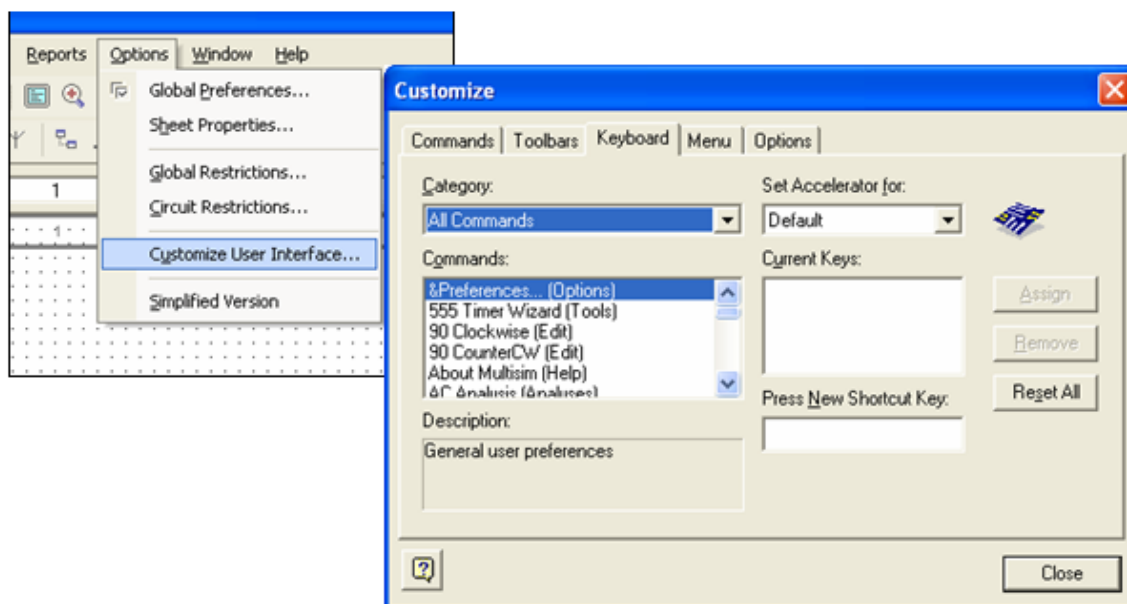 Reports Options Window Help
Global Preferences...
Sheet Properties...
1
Global Restrictions...
Circuit Restrictions...
1
Customize User Interface...
Simplified Version
Customize
Commands Toolbars Keyboard Menu Options
Category: Set Accelerator for:
All Commands Default
Commands: Current Keys:
&Preferences... (Options)
555 Timer Wizard (Tools)
90 Clockwise (Edit)
90 CounterCW (Edit)
About Multisim (Help)
AC Analysis (Analyses)
Assign
Remove
Reset All
Press New Shortcut Key:
Description:
General user preferences
Close